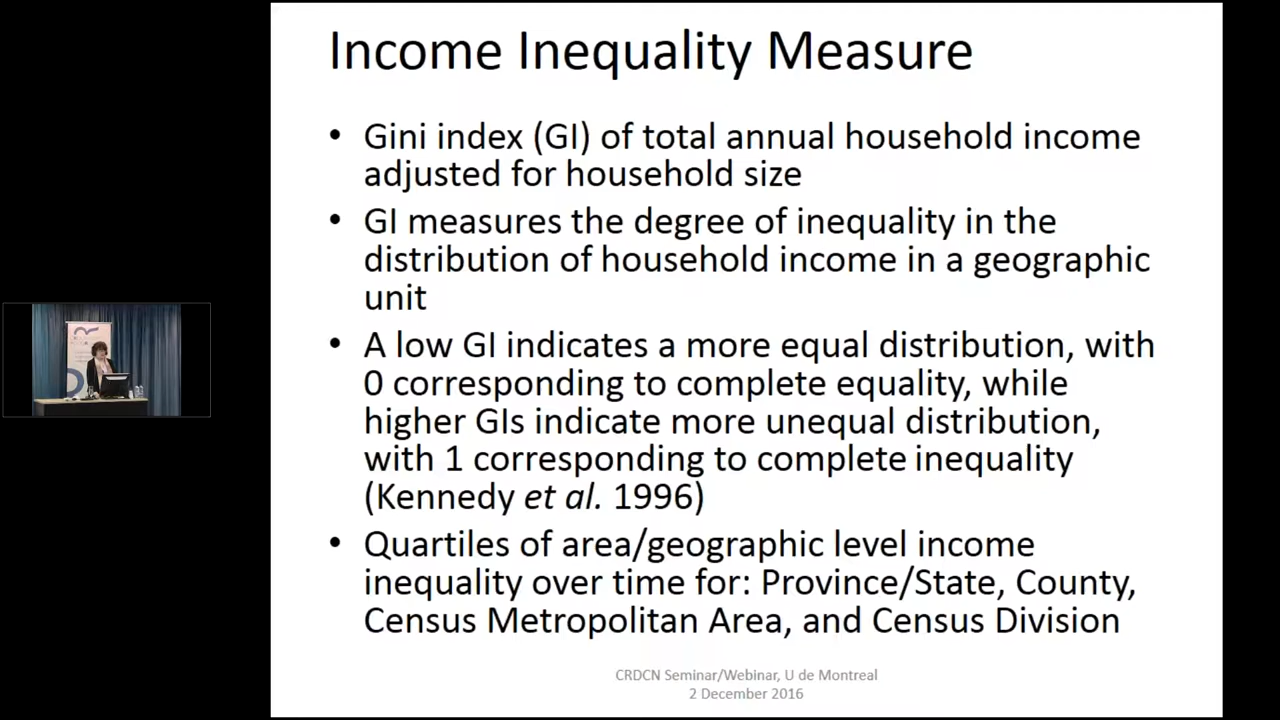 Income Inequality Measure
• Gini index (GI) of total annual household income
adjusted for household size
• GI measures the degree of inequality in the
distribution of household income in a geographic
unit
• A low GI indicates a more equal distribution, with
0 corresponding to complete equality, while
higher GIs indicate more unequal distribution,
with 1 corresponding to complete inequality
(Kennedy et al. 1996)
• Quartiles of area/geographic level income
inequality over time for: Province/State, County,
Census Metropolitan Area, and Census Division
CRDCN Seminar/Webinar, U de Montreal
2 December 2016